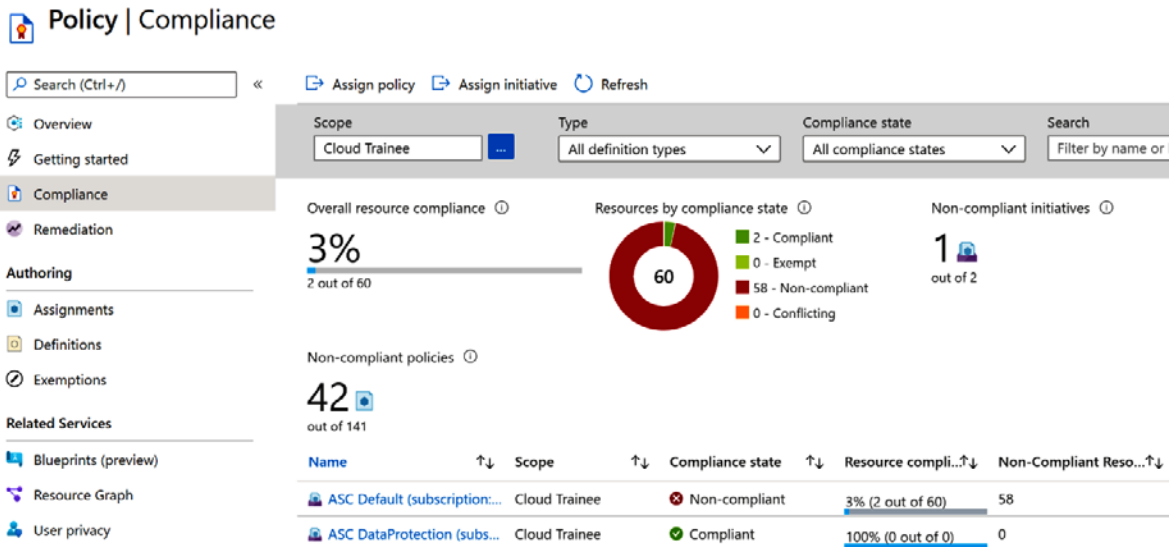 Policy | Compliance
Search (Ctrl+/)
«
Overview
Getting started
Compliance
Remediation
Authoring
Assignments
Definitions
Exemptions
Related Services
Blueprints (preview)
Resource Graph
User privacy
Assign policy Assign initiative Refresh
Scope Type Compliance state Search
Cloud Trainee ... All definition types All compliance states Filter by name or
Overall resource compliance
3%
2 out of 60
Resources by compliance state
60
2 - Compliant
0 - Exempt
58 - Non-compliant
0 - Conflicting
Non-compliant initiatives
1
out of 2
Non-compliant policies
42
out of 141
Name ↑↓ Scope ↑↓ Compliance state ↑↓ Resource compli...↑↓ Non-Compliant Reso...↑↓
ASC Default (subscription:... Cloud Trainee Non-compliant 3% (2 out of 60) 58
ASC DataProtection (subs... Cloud Trainee Compliant 100% (0 out of 0) 0